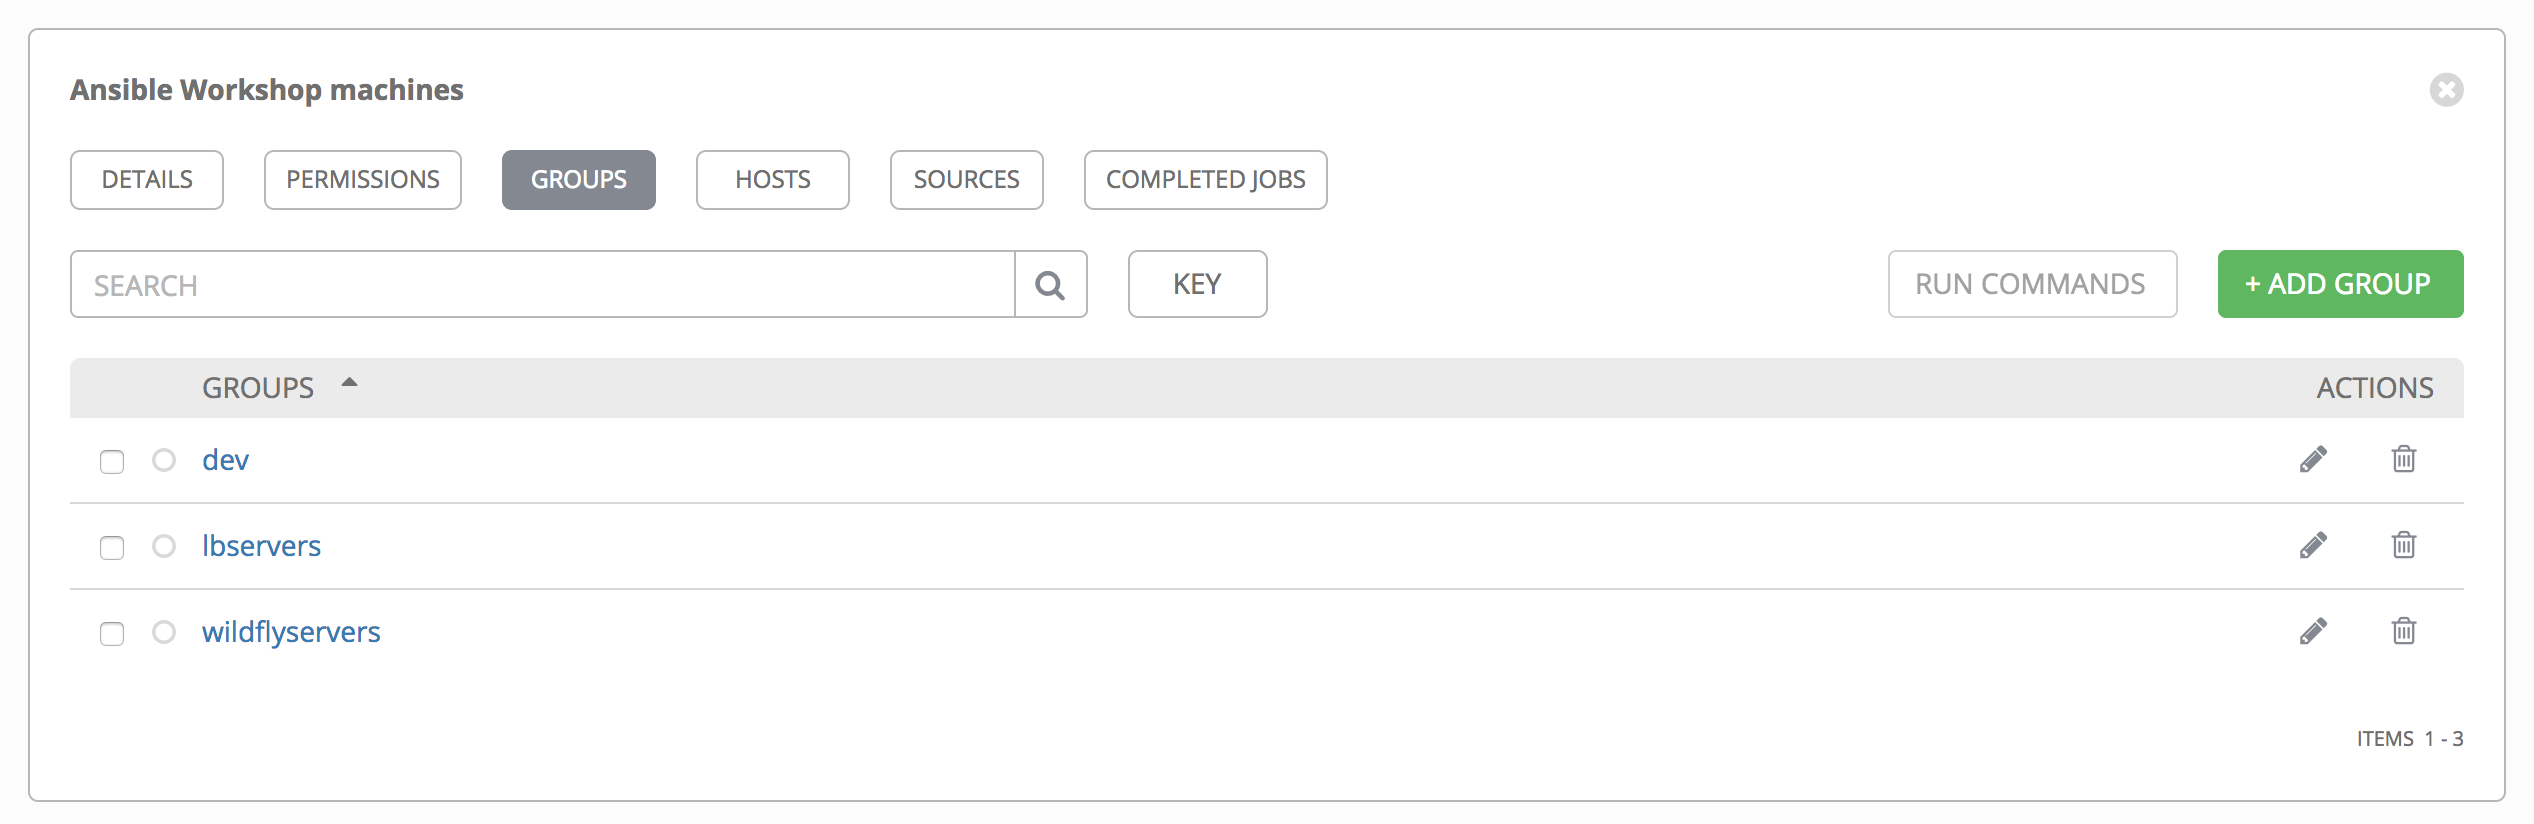 Ansible Workshop machines
DETAILS PERMISSIONS GROUPS HOSTS SOURCES COMPLETED JOBS
SEARCH KEY RUN COMMANDS + ADD GROUP
GROUPS ACTIONS
dev
lbservers
wildflyservers
ITEMS 1 - 3